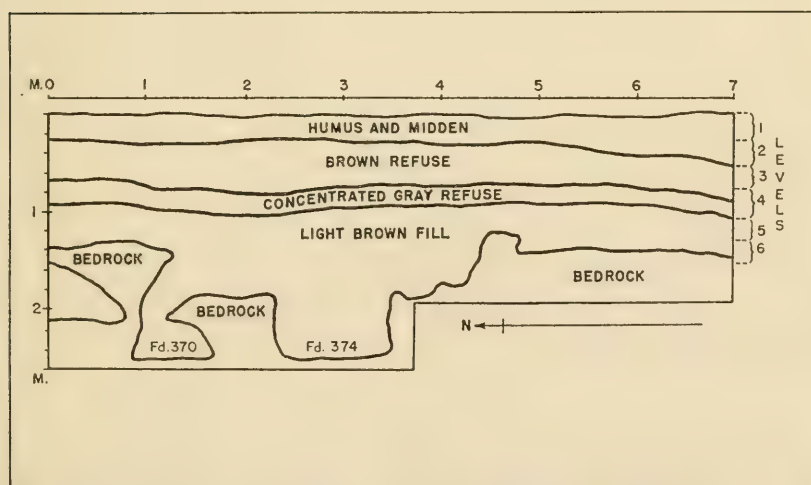 M. 0 1 2 3 4 5 6 7
HUMUS AND MIDDEN
BROWN REFUSE
CONCENTRATED GRAY REFUSE
LIGHT BROWN FILL
BEDROCK
BEDROCK
BEDROCK
Fd. 370
Fd. 374
N
1
2
M.
1
2
3
4
5
6
LEVELS